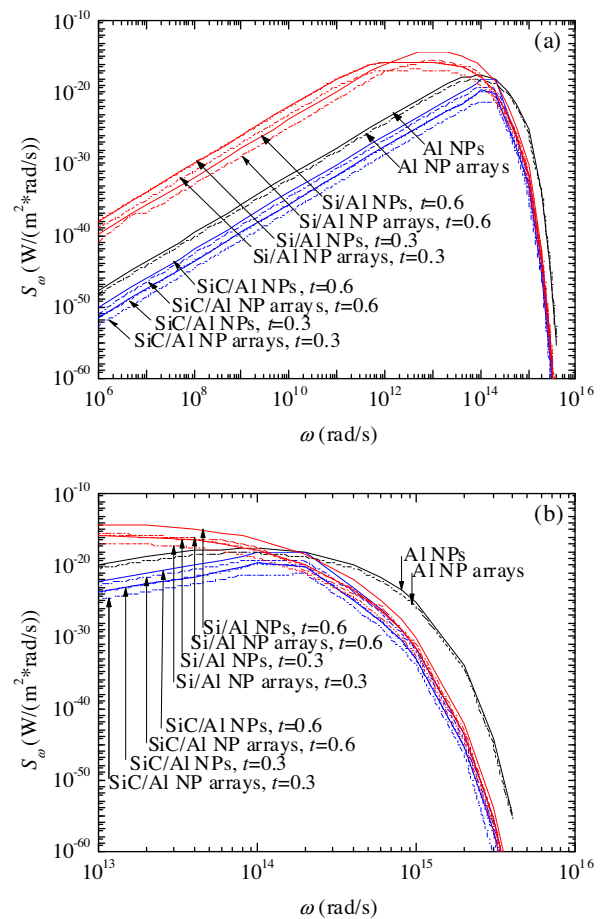 (a)
10^-10
10^-20
10^-30
10^-40
10^-50
10^-60
S_ω (W/(m^2*rad/s))
Al NPs
Al NP arrays
Si/Al NPs, t=0.6
Si/Al NP arrays, t=0.6
Si/Al NPs, t=0.3
Si/Al NP arrays, t=0.3
SiC/Al NPs, t=0.6
SiC/Al NP arrays, t=0.6
SiC/Al NPs, t=0.3
SiC/Al NP arrays, t=0.3
10^6 10^8 10^10 10^12 10^14 10^16
ω (rad/s)
(b)
10^-10
10^-20
10^-30
10^-40
10^-50
10^-60
S_ω (W/(m^2*rad/s))
Al NPs
Al NP arrays
Si/Al NPs, t=0.6
Si/Al NP arrays, t=0.6
Si/Al NPs, t=0.3
Si/Al NP arrays, t=0.3
SiC/Al NPs, t=0.6
SiC/Al NP arrays, t=0.6
SiC/Al NPs, t=0.3
SiC/Al NP arrays, t=0.3
10^13 10^14 10^15 10^16
ω (rad/s)